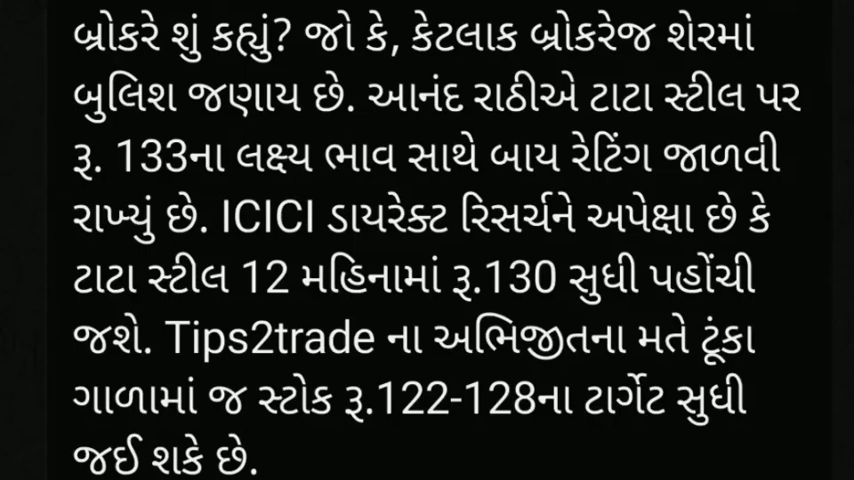 બ્રોકરે શું કહ્યું? જો કે, કેટલાક બ્રોકરેજ શેરમાં
બુલિશ જણાય છે. આનંદ રાઠીએ ટાટા સ્ટીલ પર
રૂ. 133ના લક્ષ્ય ભાવ સાથે બાય રેટિંગ જાળવી
રાખ્યું છે. ICICI ડાયરેક્ટ રિસર્ચને અપેક્ષા છે કે
ટાટા સ્ટીલ 12 મહિનામાં રૂ.130 સુધી પહોંચી
જશે. Tips2trade ના અભિજીતના મતે ટૂંકા
ગાળામાં જ સ્ટોક રૂ.122-128ના ટાર્ગેટ સુધી
જઈ શકે છે.